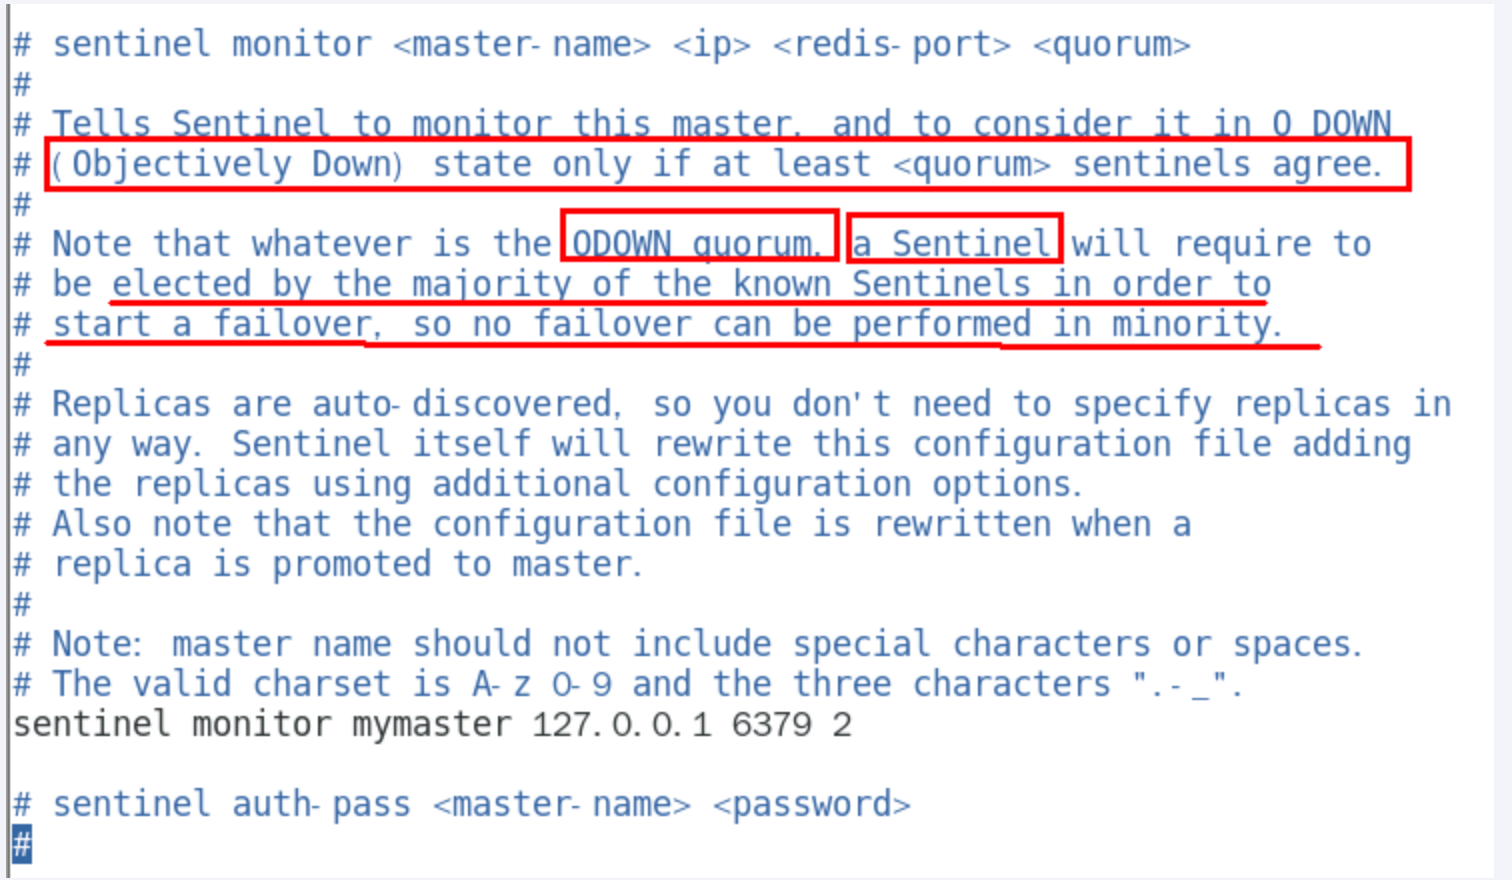 # sentinel monitor <master-name> <ip> <redis-port> <quorum>
#
# Tells Sentinel to monitor this master, and to consider it in O_DOWN
# (Objectively Down) state only if at least <quorum> sentinels agree.
#
# Note that whatever is the ODOWN quorum, a Sentinel will require to
# be elected by the majority of the known Sentinels in order to
# start a failover, so no failover can be performed in minority.
#
# Replicas are auto-discovered, so you don't need to specify replicas in
# any way. Sentinel itself will rewrite this configuration file adding
# the replicas using additional configuration options.
# Also note that the configuration file is rewritten when a
# replica is promoted to master.
#
# Note: master name should not include special characters or spaces.
# The valid charset is A-z 0-9 and the three characters ".-_".
sentinel monitor mymaster 127.0.0.1 6379 2

# sentinel auth-pass <master-name> <password>
#